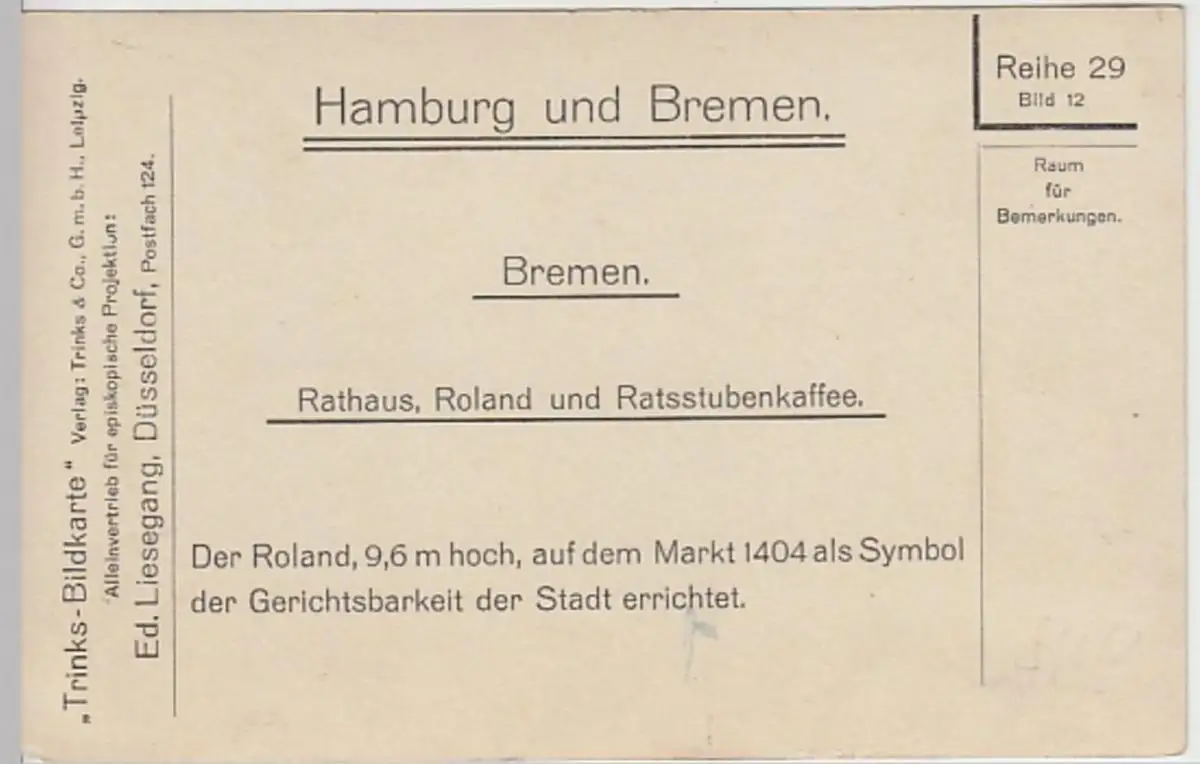 Hamburg und Bremen.
Reihe 29
Bild 12
Raum
für
Bemerkungen.
Bremen.
Rathaus, Roland und Ratsstubenkaffee.
Der Roland, 9,6 m hoch, auf dem Markt 1404 als Symbol
der Gerichtsbarkeit der Stadt errichtet.
„Trinks-Bildkarte“ Verlag: Trinks & Co., G. m. b. H., Leipzig.
Alleinvertrieb für episkopische Projektion:
Ed. Liesegang, Düsseldorf, Postfach 124.